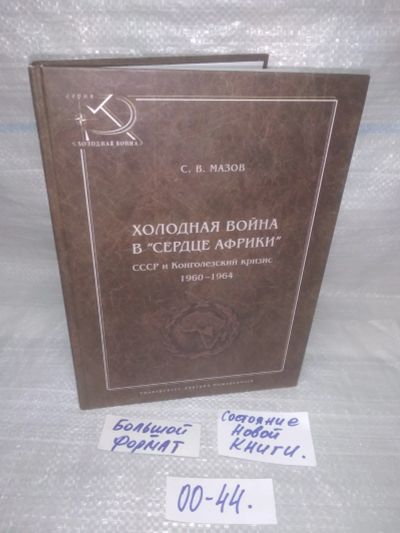 серия
ХОЛОДНАЯ ВОЙНА
С. В. МАЗОВ
ХОЛОДНАЯ ВОЙНА
В "СЕРДЦЕ АФРИКИ"
СССР и Конголезский кризис
1960–1964
БОЛЬШОЙ
ФОРМАТ
СОСТОЯНИЕ
НОВОЙ
КНИГИ.
00-44.